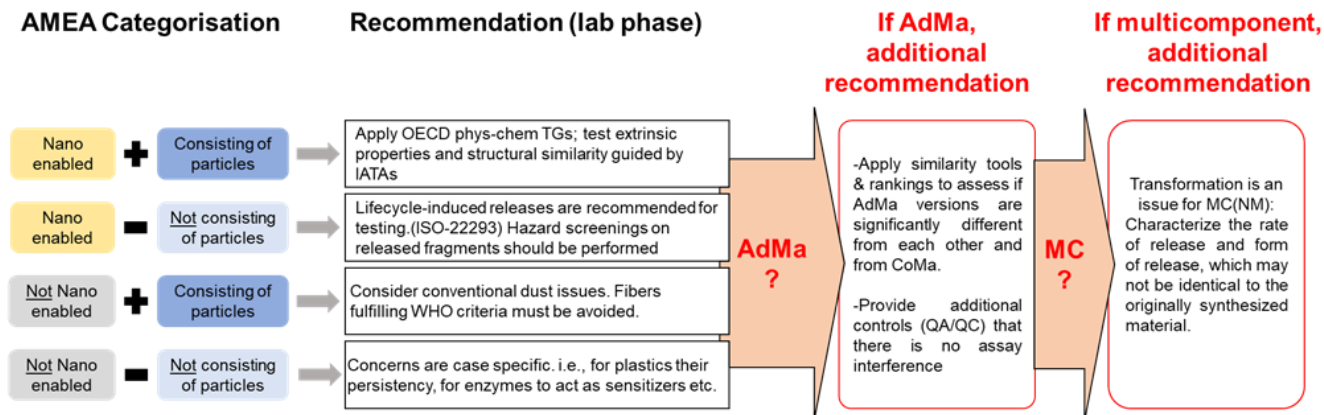 AMEA Categorisation
Recommendation (lab phase)
If AdMa,
additional
recommendation
If multicomponent,
additional
recommendation
Nano
enabled
+
Consisting of
particles
Apply OECD phys-chem TGs; test extrinsic
properties and structural similarity guided by
IATAs
Nano
enabled
-
Not consisting
of particles
Lifecycle-induced releases are recommended for
testing.(ISO-22293) Hazard screenings on
released fragments should be performed
Not Nano
enabled
+
Consisting of
particles
Consider conventional dust issues. Fibers
fulfilling WHO criteria must be avoided.
Not Nano
enabled
-
Not consisting
of particles
Concerns are case specific. i.e., for plastics their
persistency, for enzymes to act as sensitizers etc.
AdMa
?
-Apply similarity tools
& rankings to assess if
AdMa versions are
significantly different
from each other and
from CoMa.
-Provide additional
controls (QA/QC) that
there is no assay
interference
MC
?
Transformation is an
issue for MC(NM):
Characterize the rate
of release and form
of release, which may
not be identical to the
originally synthesized
material.